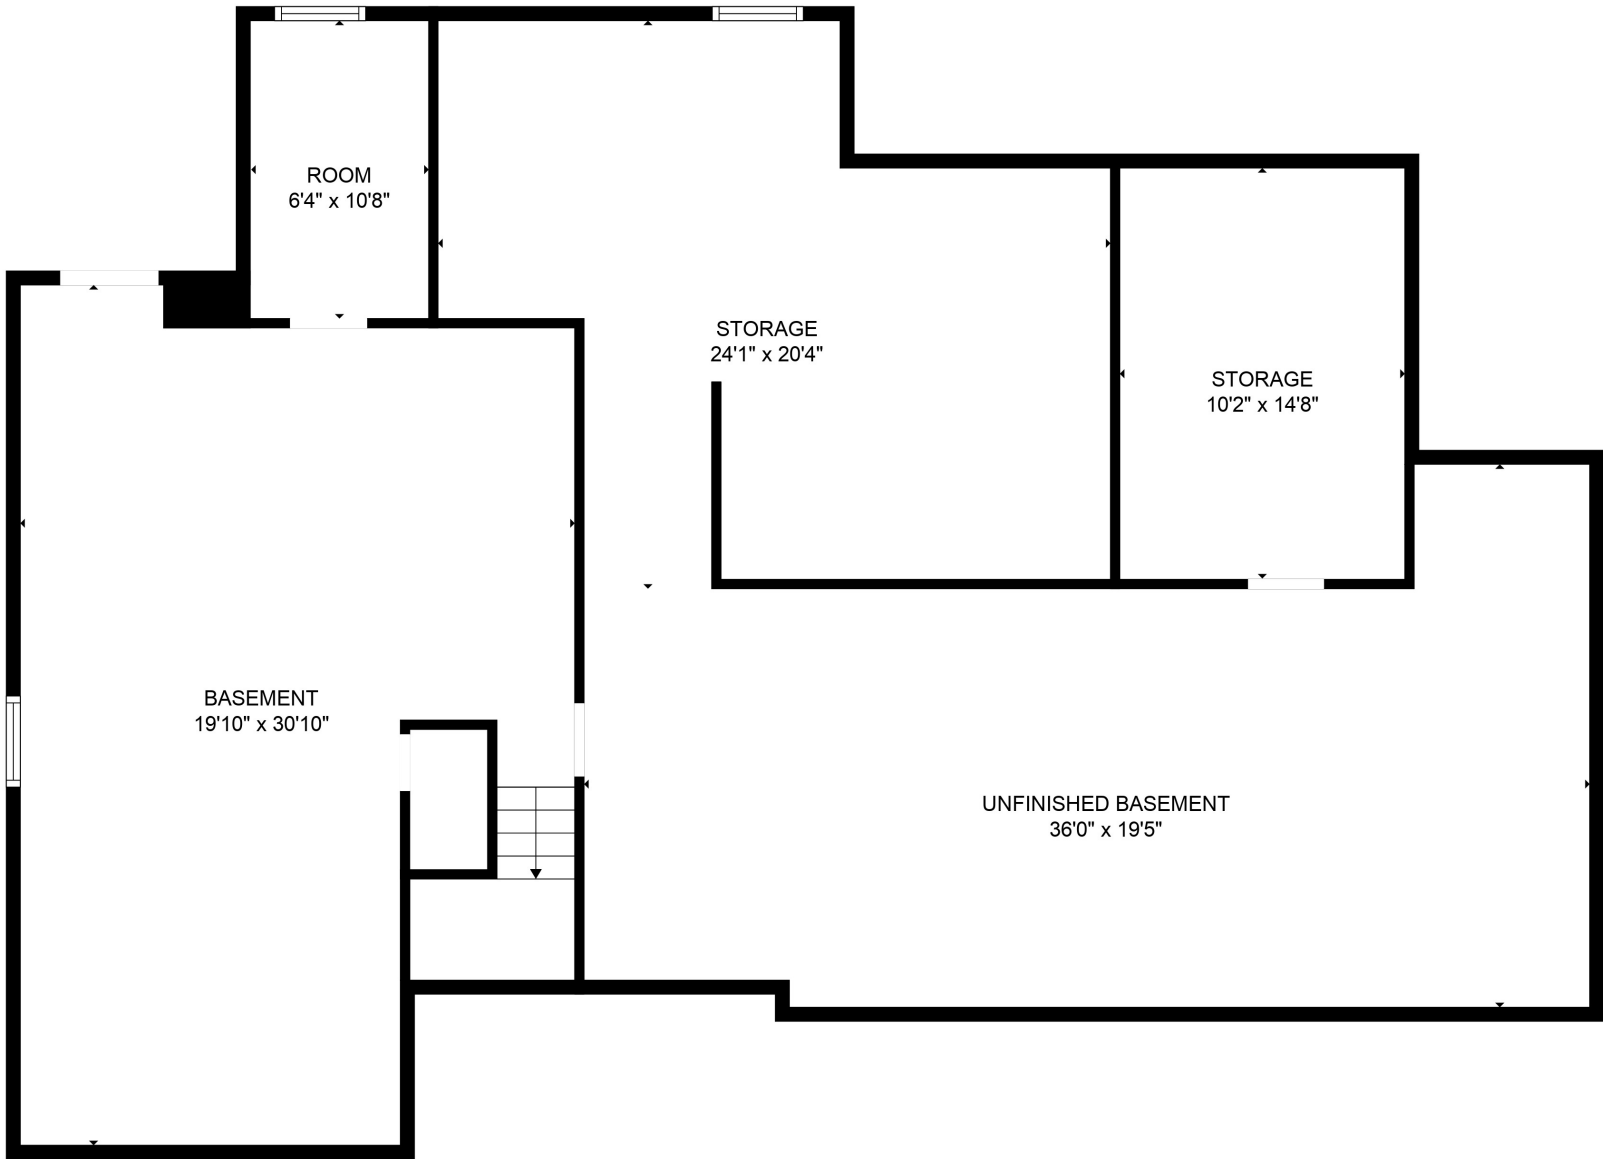 ROOM
6'4" x 10'8"
STORAGE
24'1" x 20'4"
STORAGE
10'2" x 14'8"
BASEMENT
19'10" x 30'10"
UNFINISHED BASEMENT
36'0" x 19'5"